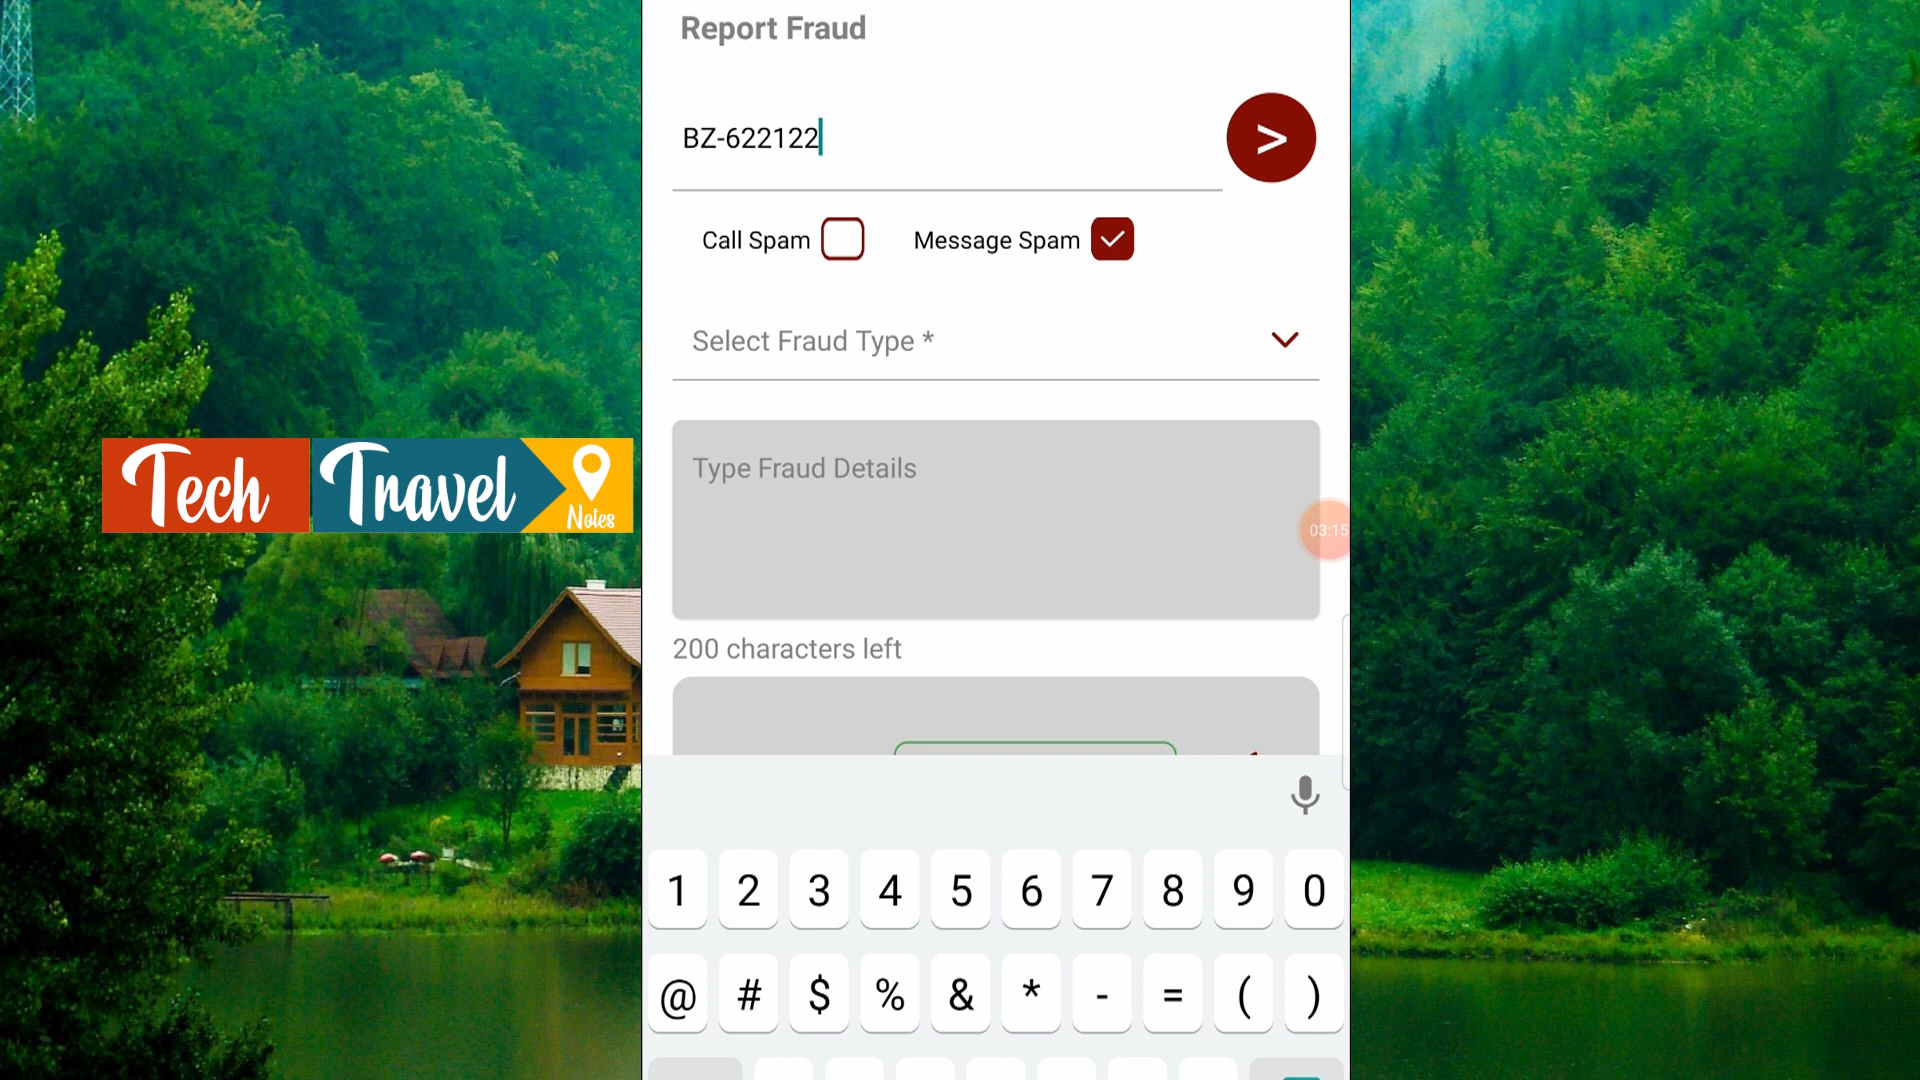 Report Fraud
BZ-622122
>
Call Spam
Message Spam
Select Fraud Type *
Tech Travel Notes
Type Fraud Details
03:15
200 characters left
1 2 3 4 5 6 7 8 9 0
@ # $ % & * - = ( )